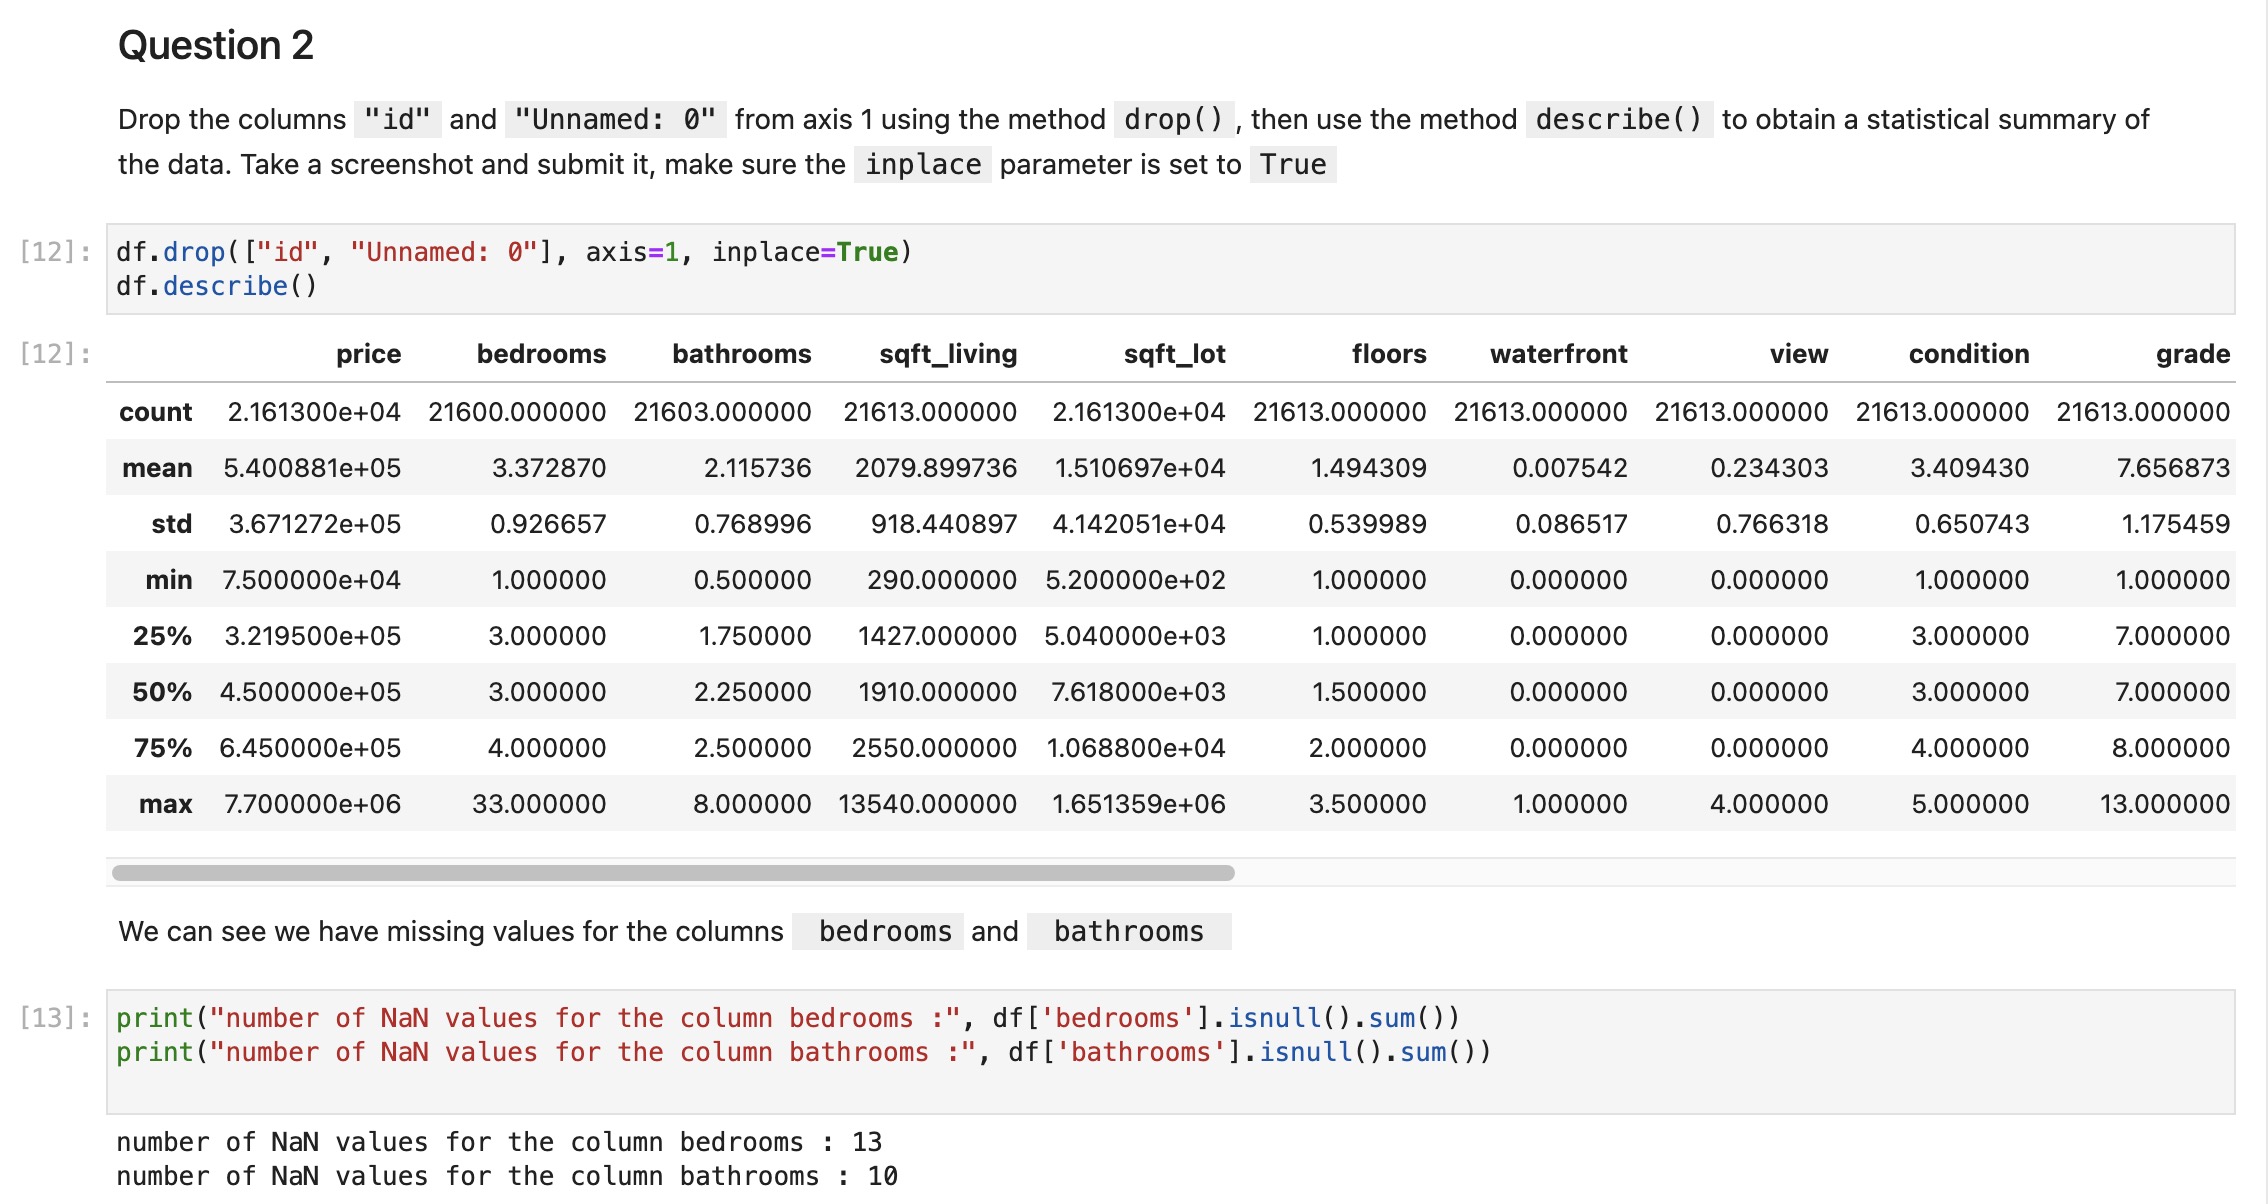 Question 2
Drop the columns "id" and "Unnamed: 0" from axis 1 using the method drop() , then use the method describe() to obtain a statistical summary of
the data. Take a screenshot and submit it, make sure the inplace parameter is set to True
[12]: df.drop(["id", "Unnamed: 0"], axis=1, inplace=True)
df.describe()
[12]: price bedrooms bathrooms sqft_living sqft_lot floors waterfront view condition grade
count 2.161300e+04 21600.000000 21603.000000 21613.000000 2.161300e+04 21613.000000 21613.000000 21613.000000 21613.000000 21613.000000
mean 5.400881e+05 3.372870 2.115736 2079.899736 1.510697e+04 1.494309 0.007542 0.234303 3.409430 7.656873
std 3.671272e+05 0.926657 0.768996 918.440897 4.142051e+04 0.539989 0.086517 0.766318 0.650743 1.175459
min 7.500000e+04 1.000000 0.500000 290.000000 5.200000e+02 1.000000 0.000000 0.000000 1.000000 1.000000
25% 3.219500e+05 3.000000 1.750000 1427.000000 5.040000e+03 1.000000 0.000000 0.000000 3.000000 7.000000
50% 4.500000e+05 3.000000 2.250000 1910.000000 7.618000e+03 1.500000 0.000000 0.000000 3.000000 7.000000
75% 6.450000e+05 4.000000 2.500000 2550.000000 1.068800e+04 2.000000 0.000000 0.000000 4.000000 8.000000
max 7.700000e+06 33.000000 8.000000 13540.000000 1.651359e+06 3.500000 1.000000 4.000000 5.000000 13.000000
We can see we have missing values for the columns bedrooms and bathrooms
[13]: print("number of NaN values for the column bedrooms :", df['bedrooms'].isnull().sum())
print("number of NaN values for the column bathrooms :", df['bathrooms'].isnull().sum())
number of NaN values for the column bedrooms : 13
number of NaN values for the column bathrooms : 10